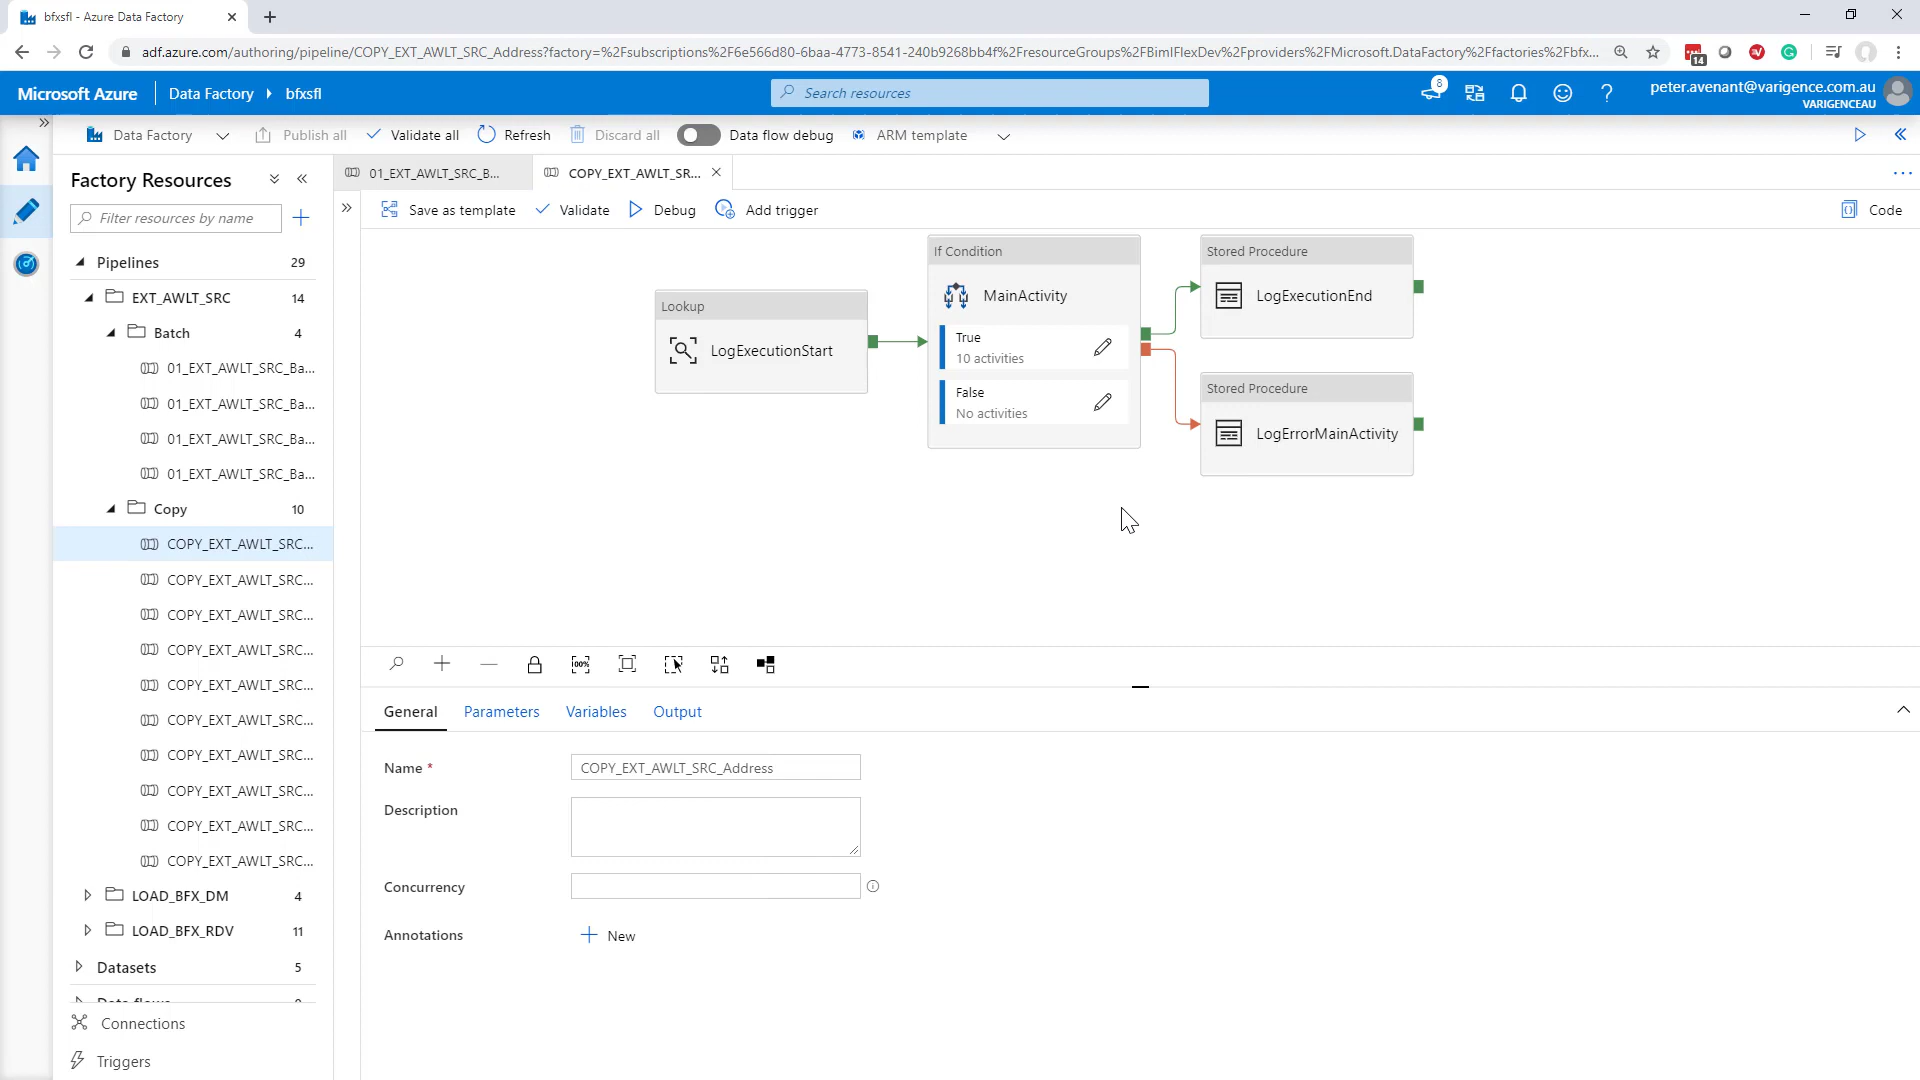 bfxsfl - Azure Data Factory
adf.azure.com/authoring/pipeline/COPY_EXT_AWLT_SRC_Address?factory=%2Fsubscriptions%2F6e566d80-6baa-4773-8541-240b9268bb4f%2FresourceGroups%2FBimlFlexDev%2Fproviders%2FMicrosoft.DataFactory%2Ffactories%2Fbfx...
14
Microsoft Azure
Data Factory
bfxsfl
Search resources
8
peter.avenant@varigence.com.au
VARIGENCEAU
Data Factory
Publish all
Validate all
Refresh
Discard all
Data flow debug
ARM template
Factory Resources
01_EXT_AWLT_SRC_B...
COPY_EXT_AWLT_SR...
Filter resources by name
Save as template
Validate
Debug
Add trigger
Code
Pipelines 29
EXT_AWLT_SRC 14
Batch 4
01_EXT_AWLT_SRC_Ba...
01_EXT_AWLT_SRC_Ba...
01_EXT_AWLT_SRC_Ba...
01_EXT_AWLT_SRC_Ba...
Copy 10
COPY_EXT_AWLT_SRC...
COPY_EXT_AWLT_SRC...
COPY_EXT_AWLT_SRC...
COPY_EXT_AWLT_SRC...
COPY_EXT_AWLT_SRC...
COPY_EXT_AWLT_SRC...
COPY_EXT_AWLT_SRC...
COPY_EXT_AWLT_SRC...
COPY_EXT_AWLT_SRC...
COPY_EXT_AWLT_SRC...
LOAD_BFX_DM 4
LOAD_BFX_RDV 11
Datasets 5
Connections
Triggers
Lookup
LogExecutionStart
If Condition
MainActivity
True
10 activities
False
No activities
Stored Procedure
LogExecutionEnd
Stored Procedure
LogErrorMainActivity
100%
General
Parameters
Variables
Output
Name *
COPY_EXT_AWLT_SRC_Address
Description
Concurrency
Annotations
New